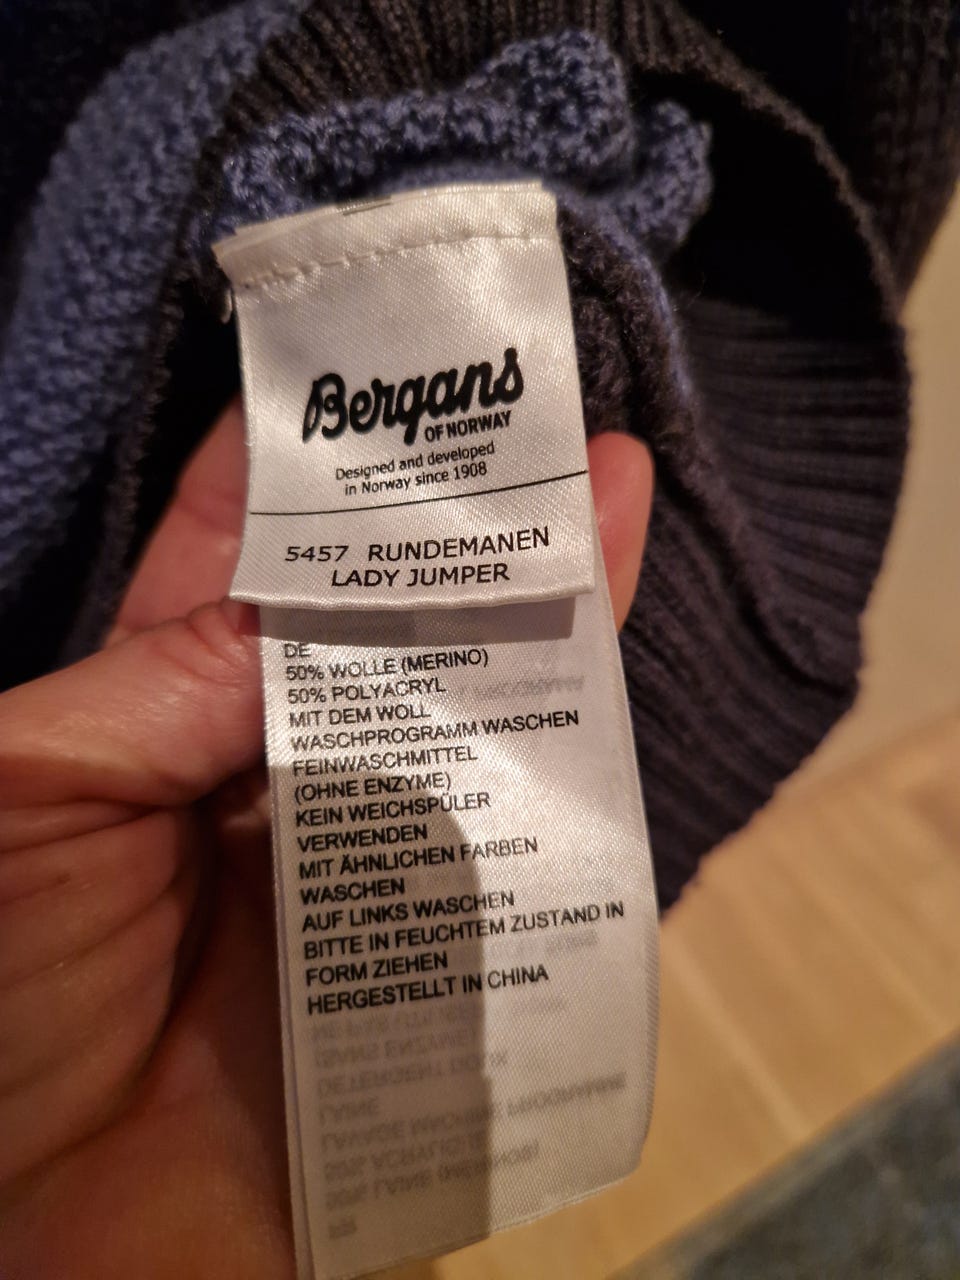 Bergans
OF NORWAY
Designed and developed
in Norway since 1908
5457 RUNDEMANEN
LADY JUMPER
DE
50% WOLLE (MERINO)
50% POLYACRYL
MIT DEM WOLL
WASCHPROGRAMM WASCHEN
FEINWASCHMITTEL
(OHNE ENZYME)
KEIN WEICHSPÜLER
VERWENDEN
MIT ÄHNLICHEN FARBEN
WASCHEN
AUF LINKS WASCHEN
BITTE IN FEUCHTEM ZUSTAND IN
FORM ZIEHEN
HERGESTELLT IN CHINA